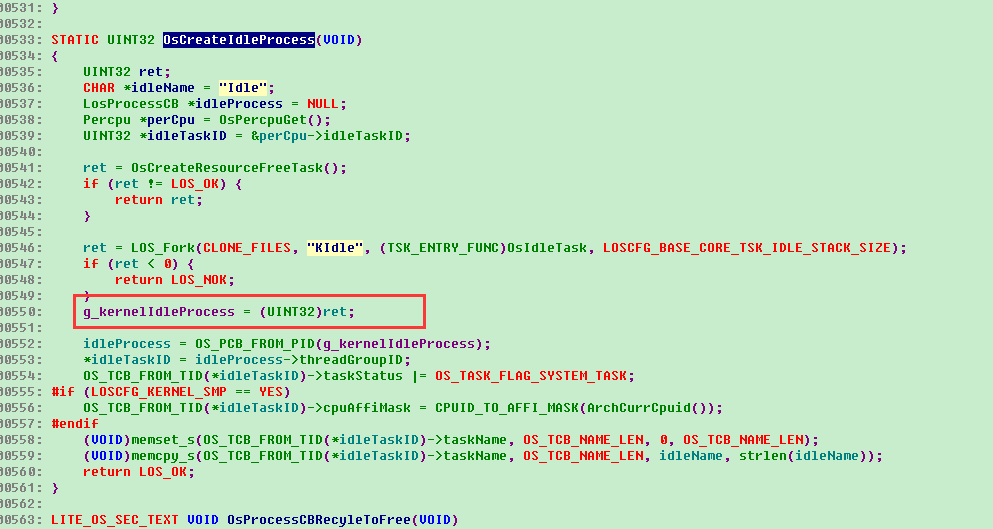 00531: }
00532:
00533: STATIC UINT32 OsCreateIdleProcess(VOID)
00534: {
00535:     UINT32 ret;
00536:     CHAR *idleName = "Idle";
00537:     LosProcessCB *idleProcess = NULL;
00538:     Percpu *perCpu = OsPercpuGet();
00539:     UINT32 *idleTaskID = &perCpu->idleTaskID;
00540:
00541:     ret = OsCreateResourceFreeTask();
00542:     if (ret != LOS_OK) {
00543:         return ret;
00544:     }
00545:
00546:     ret = LOS_Fork(CLONE_FILES, "KIdle", (TSK_ENTRY_FUNC)OsIdleTask, LOSCFG_BASE_CORE_TSK_IDLE_STACK_SIZE);
00547:     if (ret < 0) {
00548:         return LOS_NOK;
00549:     }
00550:     g_kernelIdleProcess = (UINT32)ret;
00551:
00552:     idleProcess = OS_PCB_FROM_PID(g_kernelIdleProcess);
00553:     *idleTaskID = idleProcess->threadGroupID;
00554:     OS_TCB_FROM_TID(*idleTaskID)->taskStatus |= OS_TASK_FLAG_SYSTEM_TASK;
00555: #if (LOSCFG_KERNEL_SMP == YES)
00556:     OS_TCB_FROM_TID(*idleTaskID)->cpuAffiMask = CPUID_TO_AFFI_MASK(ArchCurrCpuid());
00557: #endif
00558:     (VOID)memset_s(OS_TCB_FROM_TID(*idleTaskID)->taskName, OS_TCB_NAME_LEN, 0, OS_TCB_NAME_LEN);
00559:     (VOID)memcpy_s(OS_TCB_FROM_TID(*idleTaskID)->taskName, OS_TCB_NAME_LEN, idleName, strlen(idleName));
00560:     return LOS_OK;
00561: }
00562:
00563: LITE_OS_SEC_TEXT VOID OsProcessCBRecyleToFree(VOID)